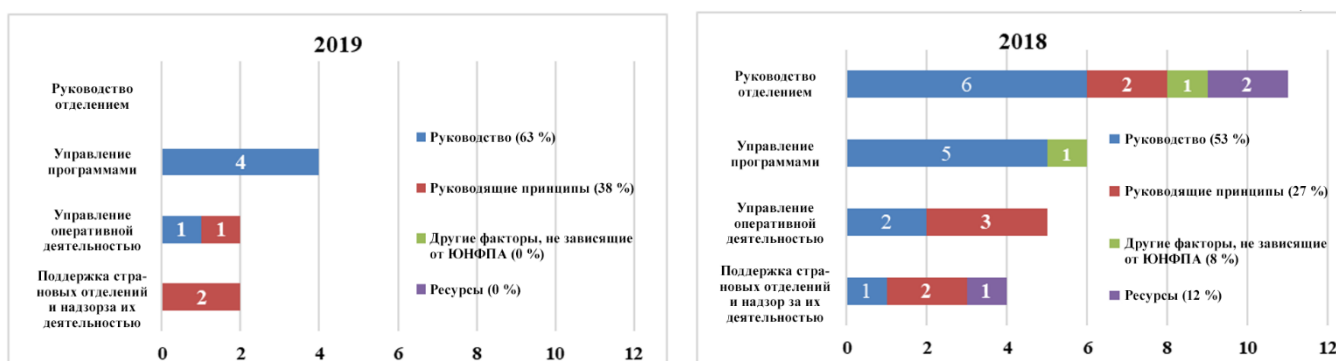 2019
Руководство
отделением
Управление
программами
Управление
оперативной
деятельностью
Поддержка стра-
новых отделений
и надзорза их
деятельностью
4
1 1
2
Руководство (63 %)
Руководящие принципы (38 %)
Другие факторы, не зависящие
от ЮНФПА (0 %)
Ресурсы (0 %)
0 2 4 6 8 10 12
2018
Руководство
отделением
Управление
программами
Управление
оперативной
деятельностью
Поддержка стра-
новых отделений
и надзор за их
деятельностью
6 2 1 2
5 1
2 3
1 2 1
Руководство (53 %)
Руководящие принципы (27 %)
Другие факторы, не зависящие
от ЮНФПА (8 %)
Ресурсы (12 %)
0 2 4 6 8 10 12